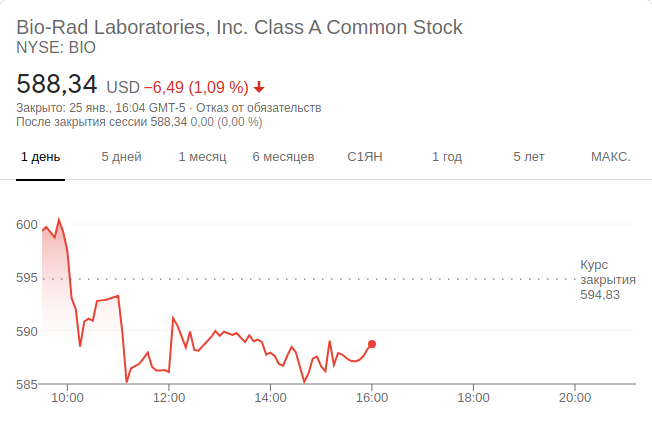 Bio-Rad Laboratories, Inc. Class A Common Stock
NYSE: BIO
588,34 USD −6,49 (1,09 %)
Закрыто: 25 янв., 16:04 GMT-5 · Отказ от обязательств
После закрытия сессии 588,34 0,00 (0,00 %)
1 день 5 дней 1 месяц 6 месяцев С1ЯН 1 год 5 лет МАКС.
600
595
590
585
Курс
закрытия
594,83
10:00 12:00 14:00 16:00 18:00 20:00